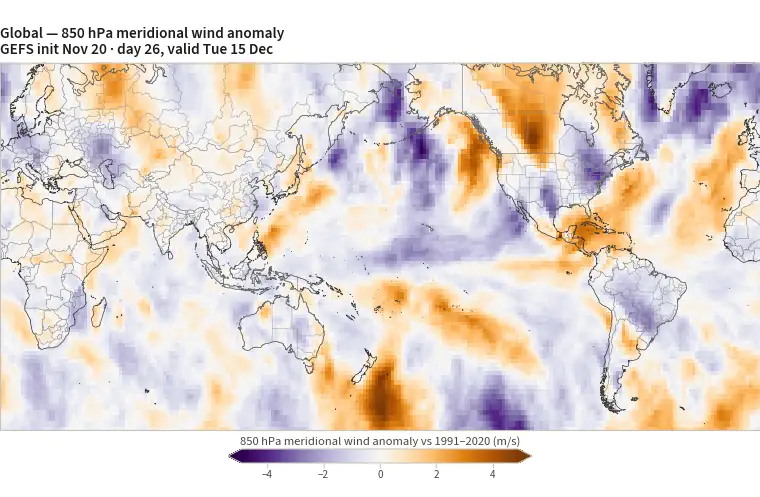 Global — 850 hPa meridional wind anomaly
GEFS init Nov 20 · day 26, valid Tue 15 Dec
850 hPa meridional wind anomaly vs 1991–2020 (m/s)
−4 −2 0 2 4